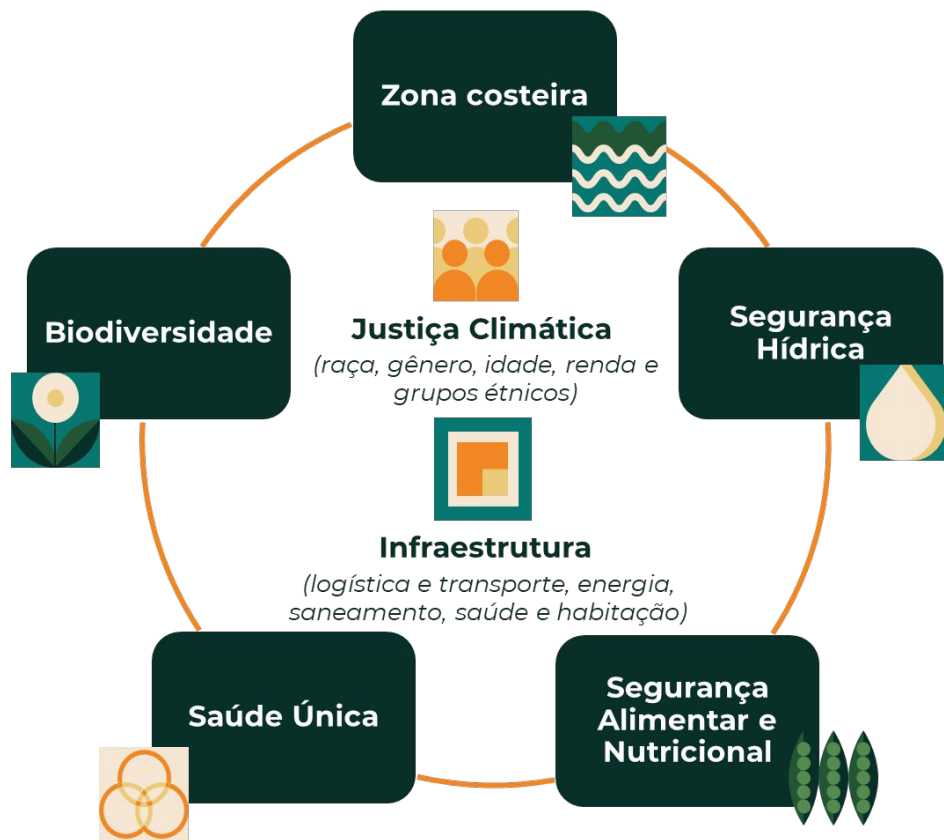 Zona costeira
Biodiversidade
Segurança
Hídrica
Justiça Climática
(raça, gênero, idade, renda e
grupos étnicos)
Infraestrutura
(logística e transporte, energia,
saneamento, saúde e habitação)
Saúde Única
Segurança
Alimentar e
Nutricional